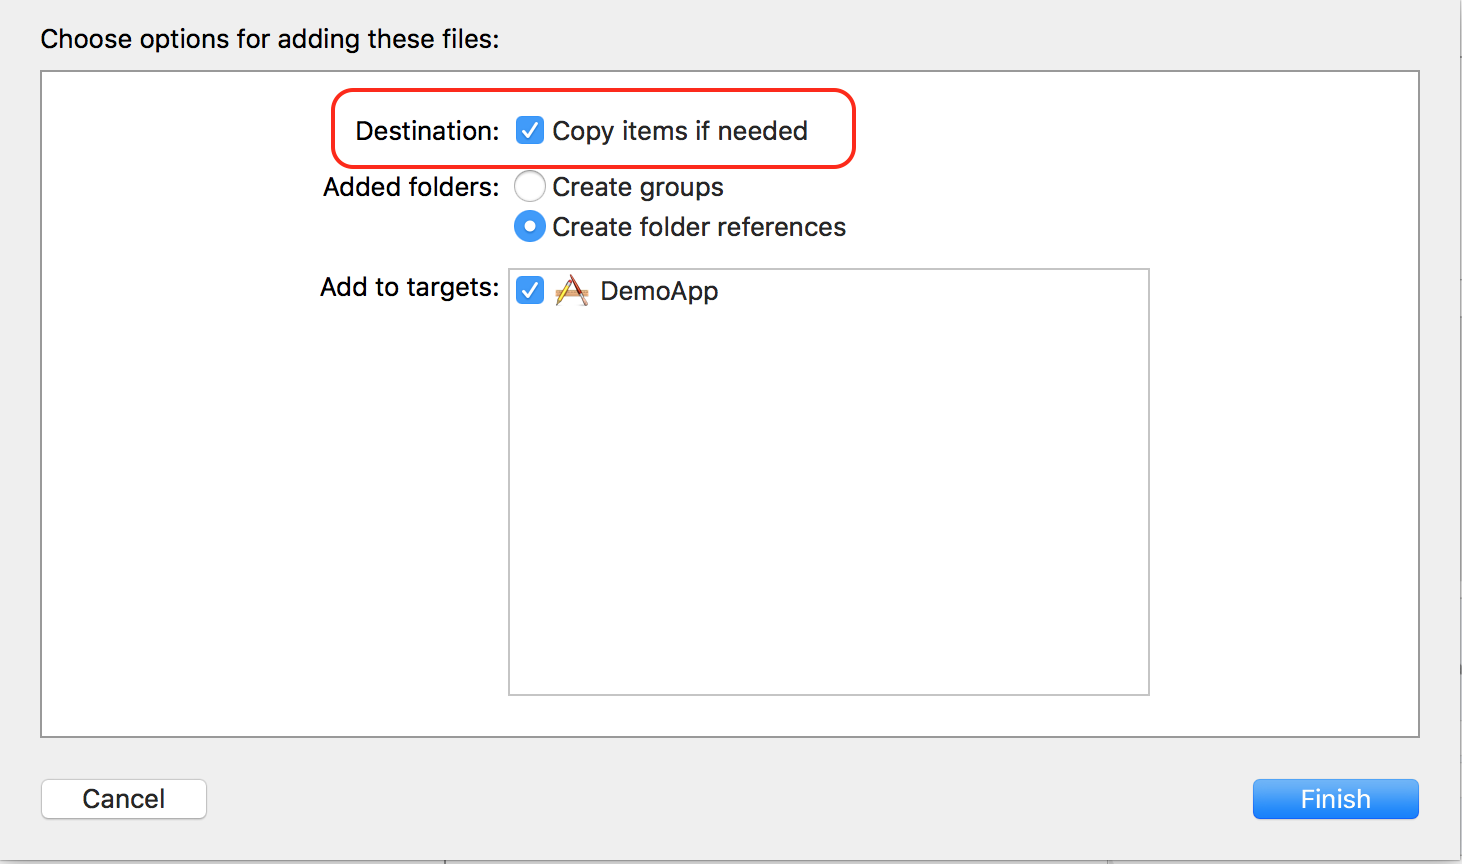 Choose options for adding these files:
Destination: Copy items if needed
Added folders: Create groups
Create folder references
Add to targets: DemoApp
Cancel Finish